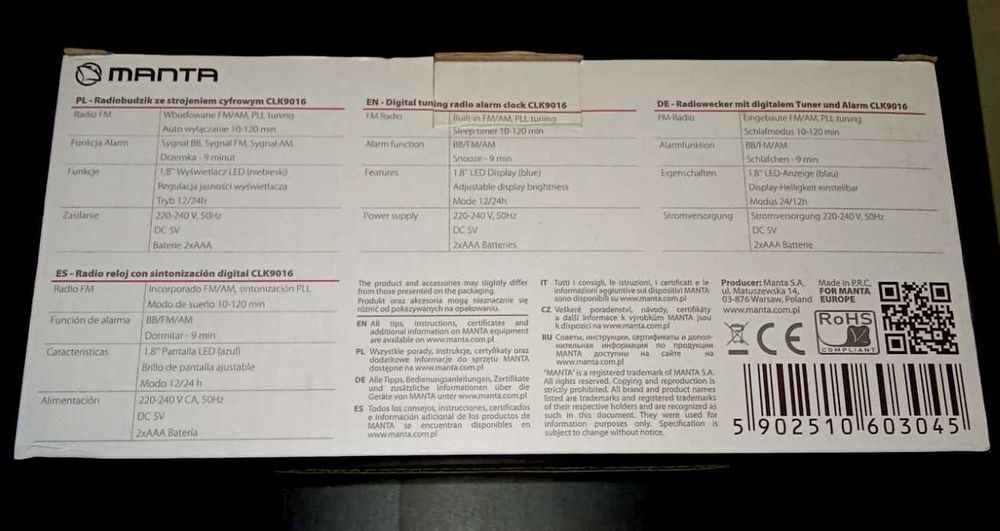 MANTA
PL - Radiobudzik ze strojeniem cyfrowym CLK9016
Radio FM Wbudowane FM/AM, PLL tuning
Auto wyłączanie 10-120 min
Funkcja Alarm Sygnał BB, Sygnał FM, Sygnał AM
Drzemka - 9 minut
Funkcje 1,8" Wyświetlacz LED (niebieski)
Regulacja jasności wyświetlacza
Tryb 12/24h
Zasilanie 220-240 V, 50Hz
DC 5V
Baterie 2xAAA
EN - Digital tuning radio alarm clock CLK9016
FM Radio Built-in FM/AM, PLL tuning
Sleep timer 10-120 min
Alarm function BB/FM/AM
Snooze - 9 min
Features 1.8" LED Display (blue)
Adjustable display brightness
Mode 12/24h
Power supply 220-240 V, 50Hz
DC 5V
2xAAA Batteries
DE - Radiowecker mit digitalem Tuner und Alarm CLK9016
FM-Radio Eingebaute FM/AM, PLL tuning
Schlafmodus 10-120 min
Alarmfunktion BB/FM/AM
Schläfchen - 9 min
Eigenschaften 1.8" LED-Anzeige (blau)
Display-Helligkeit einstellbar
Modus 24/12h
Stromversorgung Stromversorgung 220-240 V, 50Hz
DC 5V
2xAAA Batterie
ES - Radio reloj con sintonización digital CLK9016
Radio FM Incorporado FM/AM, sintonización PLL
Modo de sueño 10-120 min
Función de alarma BB/FM/AM
Dormitar - 9 min
Caracteristicas 1.8" Pantalla LED (azul)
Brillo de pantalla ajustable
Modo 12/24 h
Alimentación 220-240 V CA, 50Hz
DC 5V
2xAAA Batería
The product and accessories may slightly differ
from those presented on the packaging.
Produkt oraz akcesoria mogą nieznacznie się
różnić od pokazywanych na opakowaniu.
EN All tips, instructions, certificates and
additional information on MANTA equipment
are available on www.manta.com.pl
PL Wszystkie porady, instrukcje, certyfikaty oraz
dodatkowe informacje do sprzętu MANTA
dostępne na www.manta.com.pl
DE Alle Tipps, Bedienungsanleitungen, Zertifikate
und zusätzliche Informationen über die
Geräte von MANTA unter www.manta.com.pl
ES Todos los consejos, instrucciones, certificados
e información adicional de los productos de
MANTA se encuentran disponibles en
www.manta.com.pl
IT Tutti i consigli, le istruzioni, i certificati e le
informazioni aggiuntive sui dispositivi MANTA
sono disponibili su www.manta.com.pl
CZ Veškeré poradenství, návody, certifikáty
a další informace k výrobkům MANTA jsou
k dispozici na www.manta.com.pl
RU Советы, инструкции, сертификаты и допол-
нительная информация по продукции
МАНТА доступны на сайте на
www.manta.com.pl
"MANTA" is a registered trademark of MANTA S.A.
All rights reserved. Copying and reproduction is
strictly prohibited. All brand and product names
listed are trademarks and registered trademarks
of their respective holders and are recognized as
such in this document. They were used for
information purposes only. Specification is
subject to change without notice.
Producer: Manta S.A.
ul. Matuszewska 14,
03-876 Warsaw, Poland
www.manta.com.pl
Made in P.R.C.
FOR MANTA
EUROPE
CE
RoHS
COMPLIANT
5 902510 603045